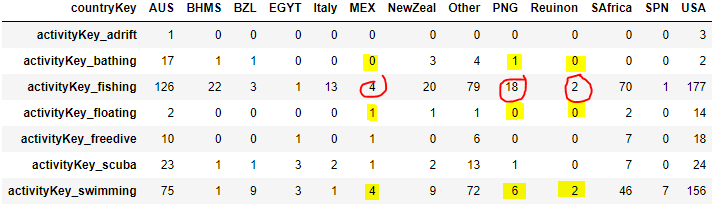 countryKey AUS BHMS BZL EGYT Italy MEX NewZeal Other PNG Reuinon SAfrica SPN USA
activityKey_adrift 1 0 0 0 0 0 0 0 0 0 0 0 3
activityKey_bathing 17 1 1 0 0 0 3 4 1 0 0 0 2
activityKey_fishing 126 22 3 1 13 4 20 79 18 2 70 1 177
activityKey_floating 2 0 0 0 0 1 1 1 0 0 2 0 14
activityKey_freedive 10 0 0 1 0 1 0 6 0 0 7 0 18
activityKey_scuba 23 1 1 3 2 1 2 13 1 0 7 0 24
activityKey_swimming 75 1 9 3 1 4 9 72 6 2 46 7 156